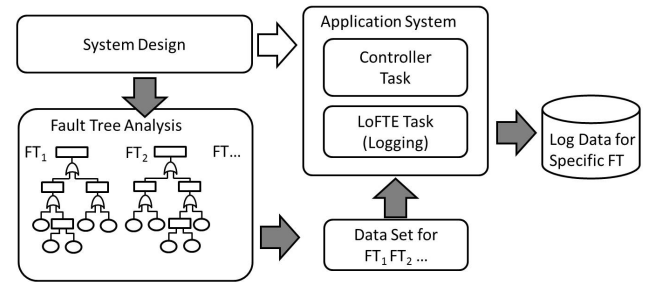 System Design
Application System
Controller
Task
LoFTE Task
(Logging)
Fault Tree Analysis
FT1 FT2 FT...
Log Data for
Specific FT
Data Set for
FT1 FT2 ...